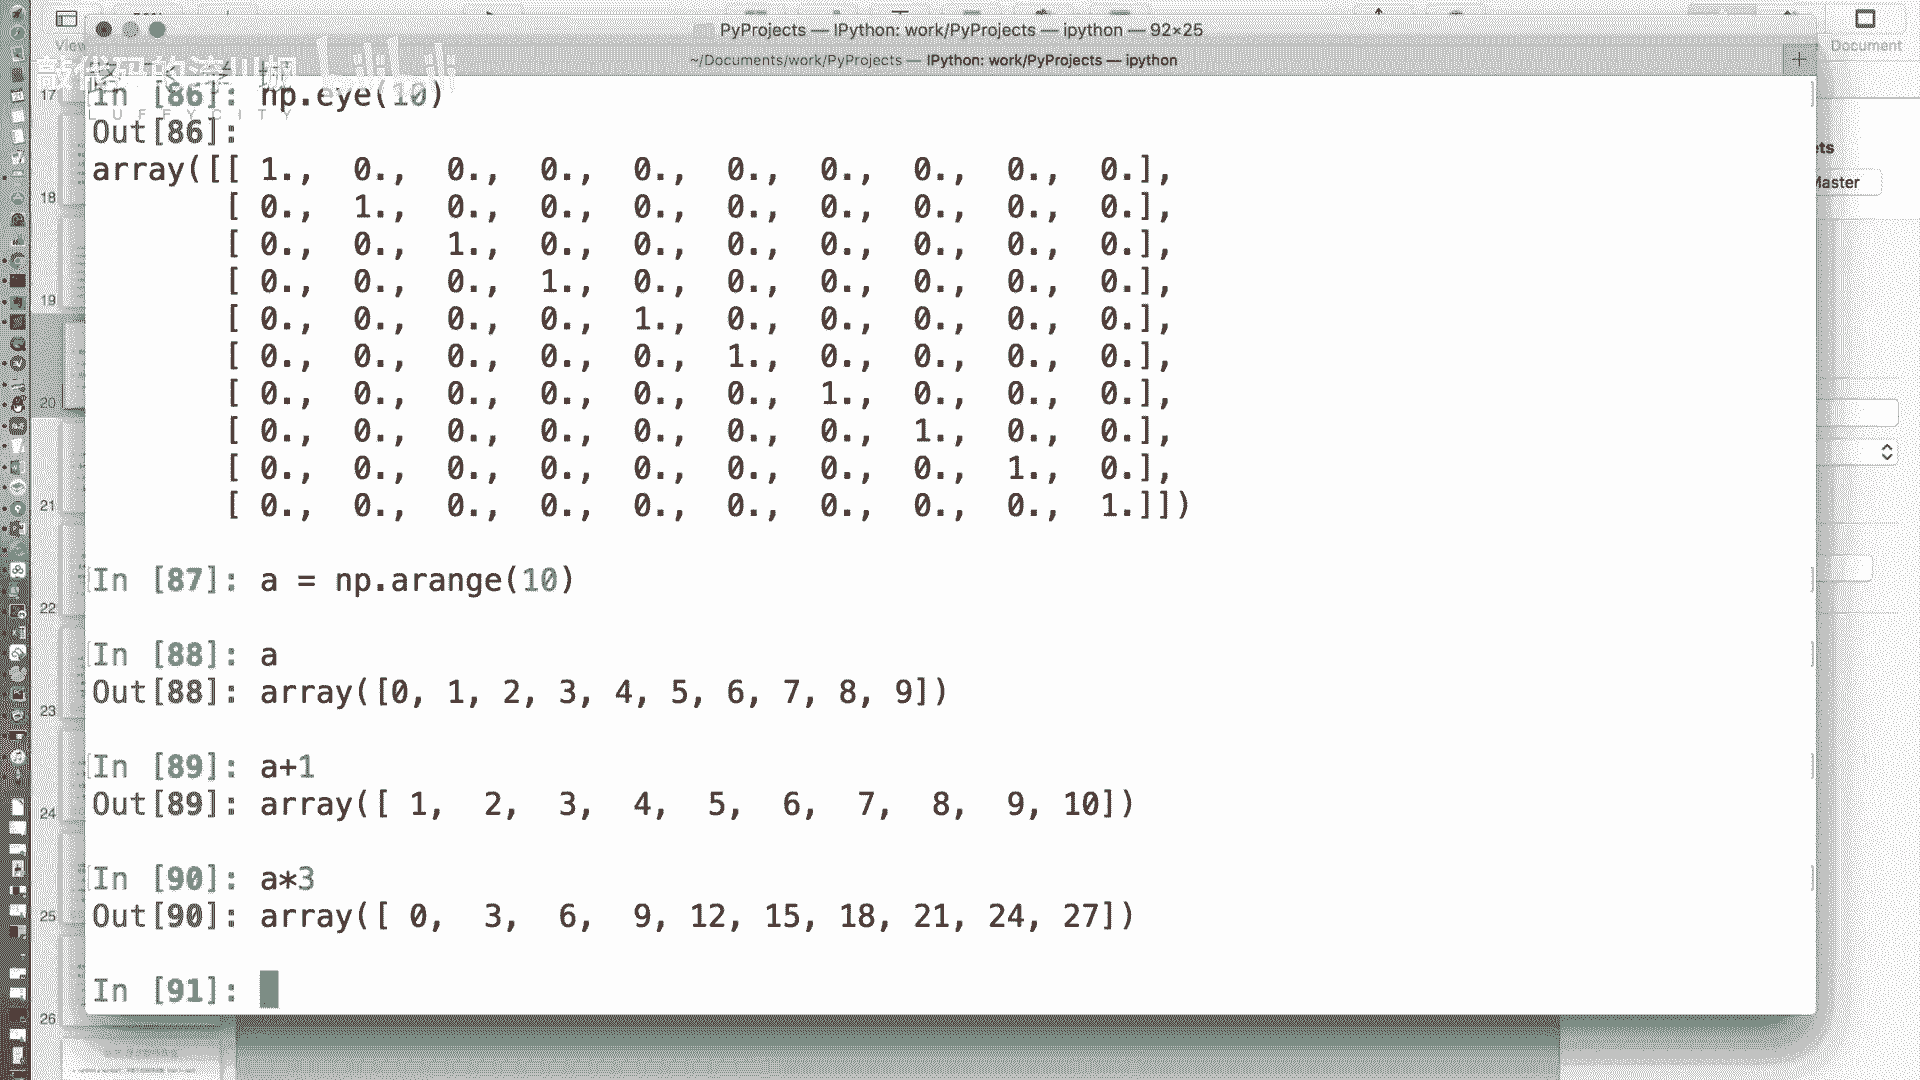 PyProjects — IPython: work/PyProjects — ipython — 92×25
~/Documents/work/PyProjects — IPython: work/PyProjects — ipython
View
Document
敲代码的
bilibili
LUFFYCITY
In [86]: np.eye(10)
Out[86]:
array([[ 1., 0., 0., 0., 0., 0., 0., 0., 0., 0.],
[ 0., 1., 0., 0., 0., 0., 0., 0., 0., 0.],
[ 0., 0., 1., 0., 0., 0., 0., 0., 0., 0.],
[ 0., 0., 0., 1., 0., 0., 0., 0., 0., 0.],
[ 0., 0., 0., 0., 1., 0., 0., 0., 0., 0.],
[ 0., 0., 0., 0., 0., 1., 0., 0., 0., 0.],
[ 0., 0., 0., 0., 0., 0., 1., 0., 0., 0.],
[ 0., 0., 0., 0., 0., 0., 0., 1., 0., 0.],
[ 0., 0., 0., 0., 0., 0., 0., 0., 1., 0.],
[ 0., 0., 0., 0., 0., 0., 0., 0., 0., 1.]])
In [87]: a = np.arange(10)
In [88]: a
Out[88]: array([0, 1, 2, 3, 4, 5, 6, 7, 8, 9])
In [89]: a+1
Out[89]: array([ 1, 2, 3, 4, 5, 6, 7, 8, 9, 10])
In [90]: a*3
Out[90]: array([ 0, 3, 6, 9, 12, 15, 18, 21, 24, 27])
In [91]:
17
18
19
20
21
22
23
24
25
26
ets
Master